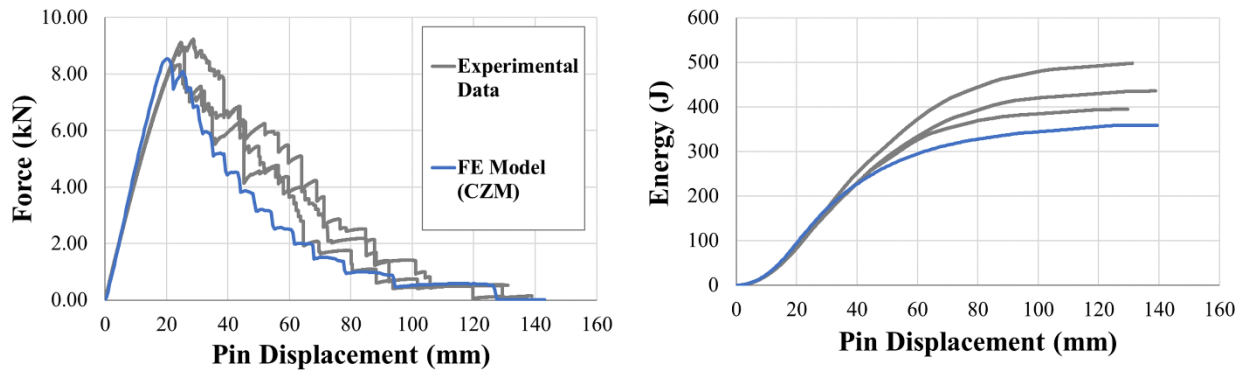 10.00
8.00
6.00
4.00
2.00
0.00
Force (kN)
0 20 40 60 80 100 120 140 160
Pin Displacement (mm)
Experimental
Data
FE Model
(CZM)
600
500
400
300
200
100
0
Energy (J)
0 20 40 60 80 100 120 140 160
Pin Displacement (mm)